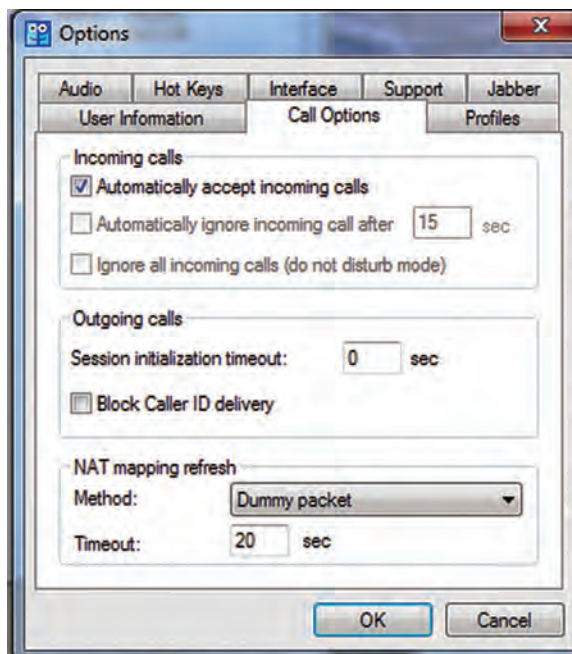 Options
Audio Hot Keys Interface Support Jabber
User Information Call Options Profiles
Incoming calls
Automatically accept incoming calls
Automatically ignore incoming call after 15 sec
Ignore all incoming calls (do not disturb mode)
Outgoing calls
Session initialization timeout: 0 sec
Block Caller ID delivery
NAT mapping refresh
Method: Dummy packet
Timeout: 20 sec
OK Cancel